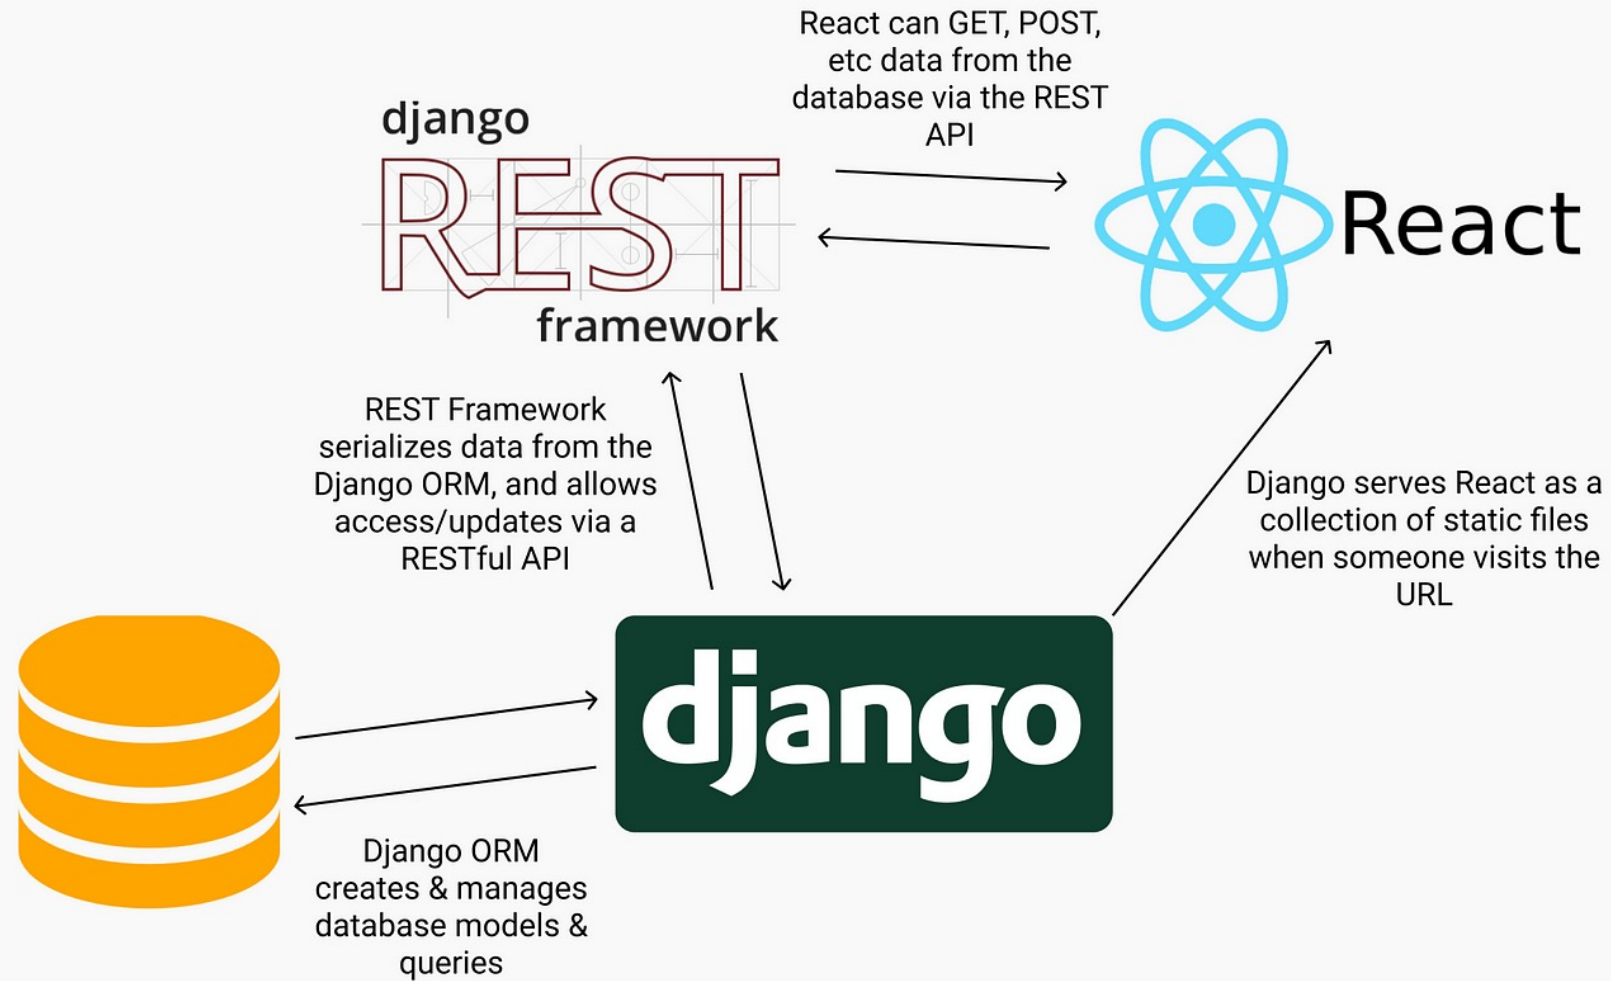 React can GET, POST,
etc data from the
database via the REST
API
django
REST
framework
React
REST Framework
serializes data from the
Django ORM, and allows
access/updates via a
RESTful API
Django serves React as a
collection of static files
when someone visits the
URL
django
Django ORM
creates & manages
database models &
queries